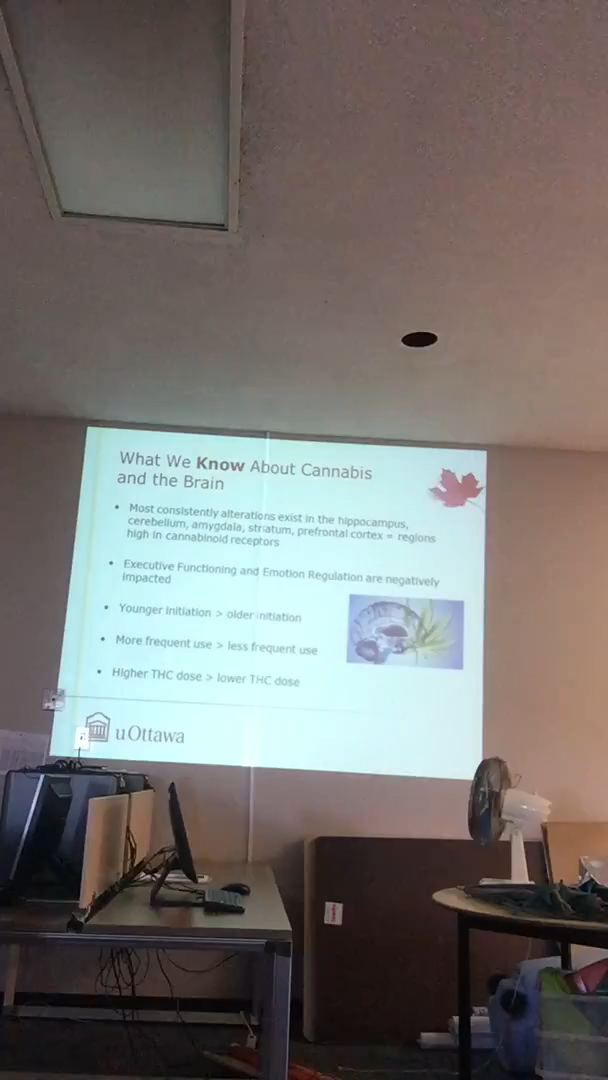 What We Know About Cannabis
and the Brain
• Most consistently alterations exist in the hippocampus,
cerebellum, amygdala, striatum, prefrontal cortex = regions
high in cannabinoid receptors
• Executive Functioning and Emotion Regulation are negatively
impacted
• Younger initiation > older initiation
• More frequent use > less frequent use
• Higher THC dose > lower THC dose
uOttawa